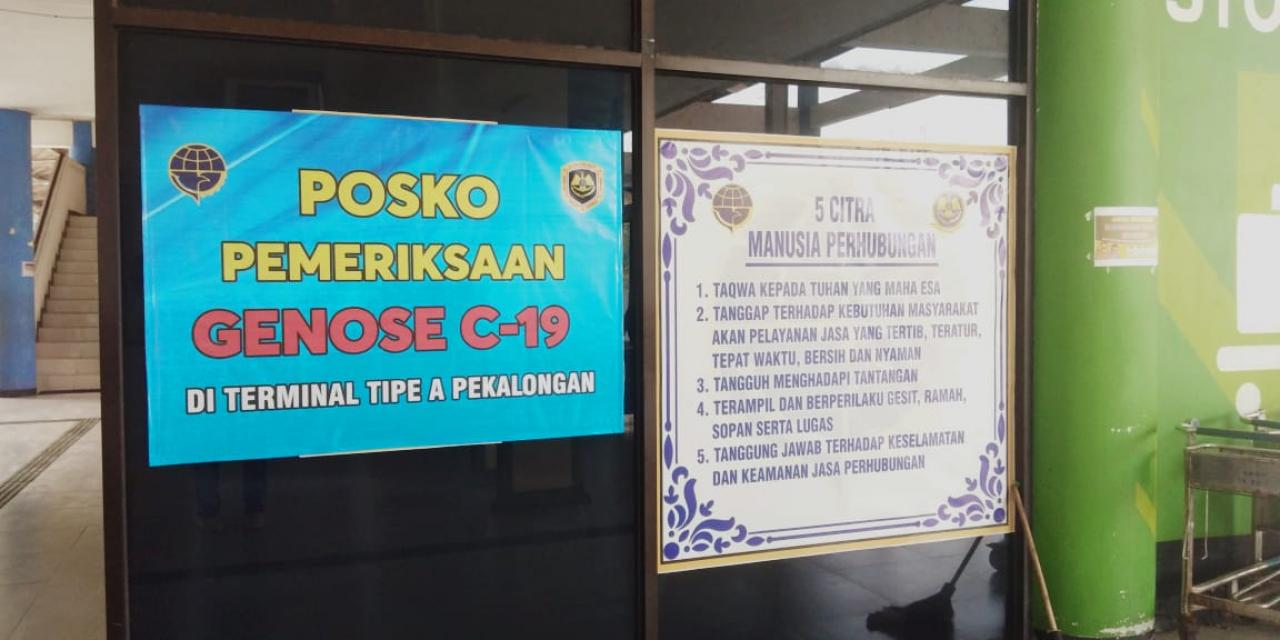 POSKO
PEMERIKSAAN
GENOSE C-19
DI TERMINAL TIPE A PEKALONGAN
5 CITRA
MANUSIA PERHUBUNGAN
1. TAQWA KEPADA TUHAN YANG MAHA ESA
2. TANGGAP TERHADAP KEBUTUHAN MASYARAKAT
AKAN PELAYANAN JASA YANG TERTIB, TERATUR,
TEPAT WAKTU, BERSIH DAN NYAMAN
3. TANGGUH MENGHADAPI TANTANGAN
4. TERAMPIL DAN BERPERILAKU GESIT, RAMAH,
SOPAN SERTA LUGAS
5. TANGGUNG JAWAB TERHADAP KESELAMATAN
DAN KEAMANAN JASA PERHUBUNGAN